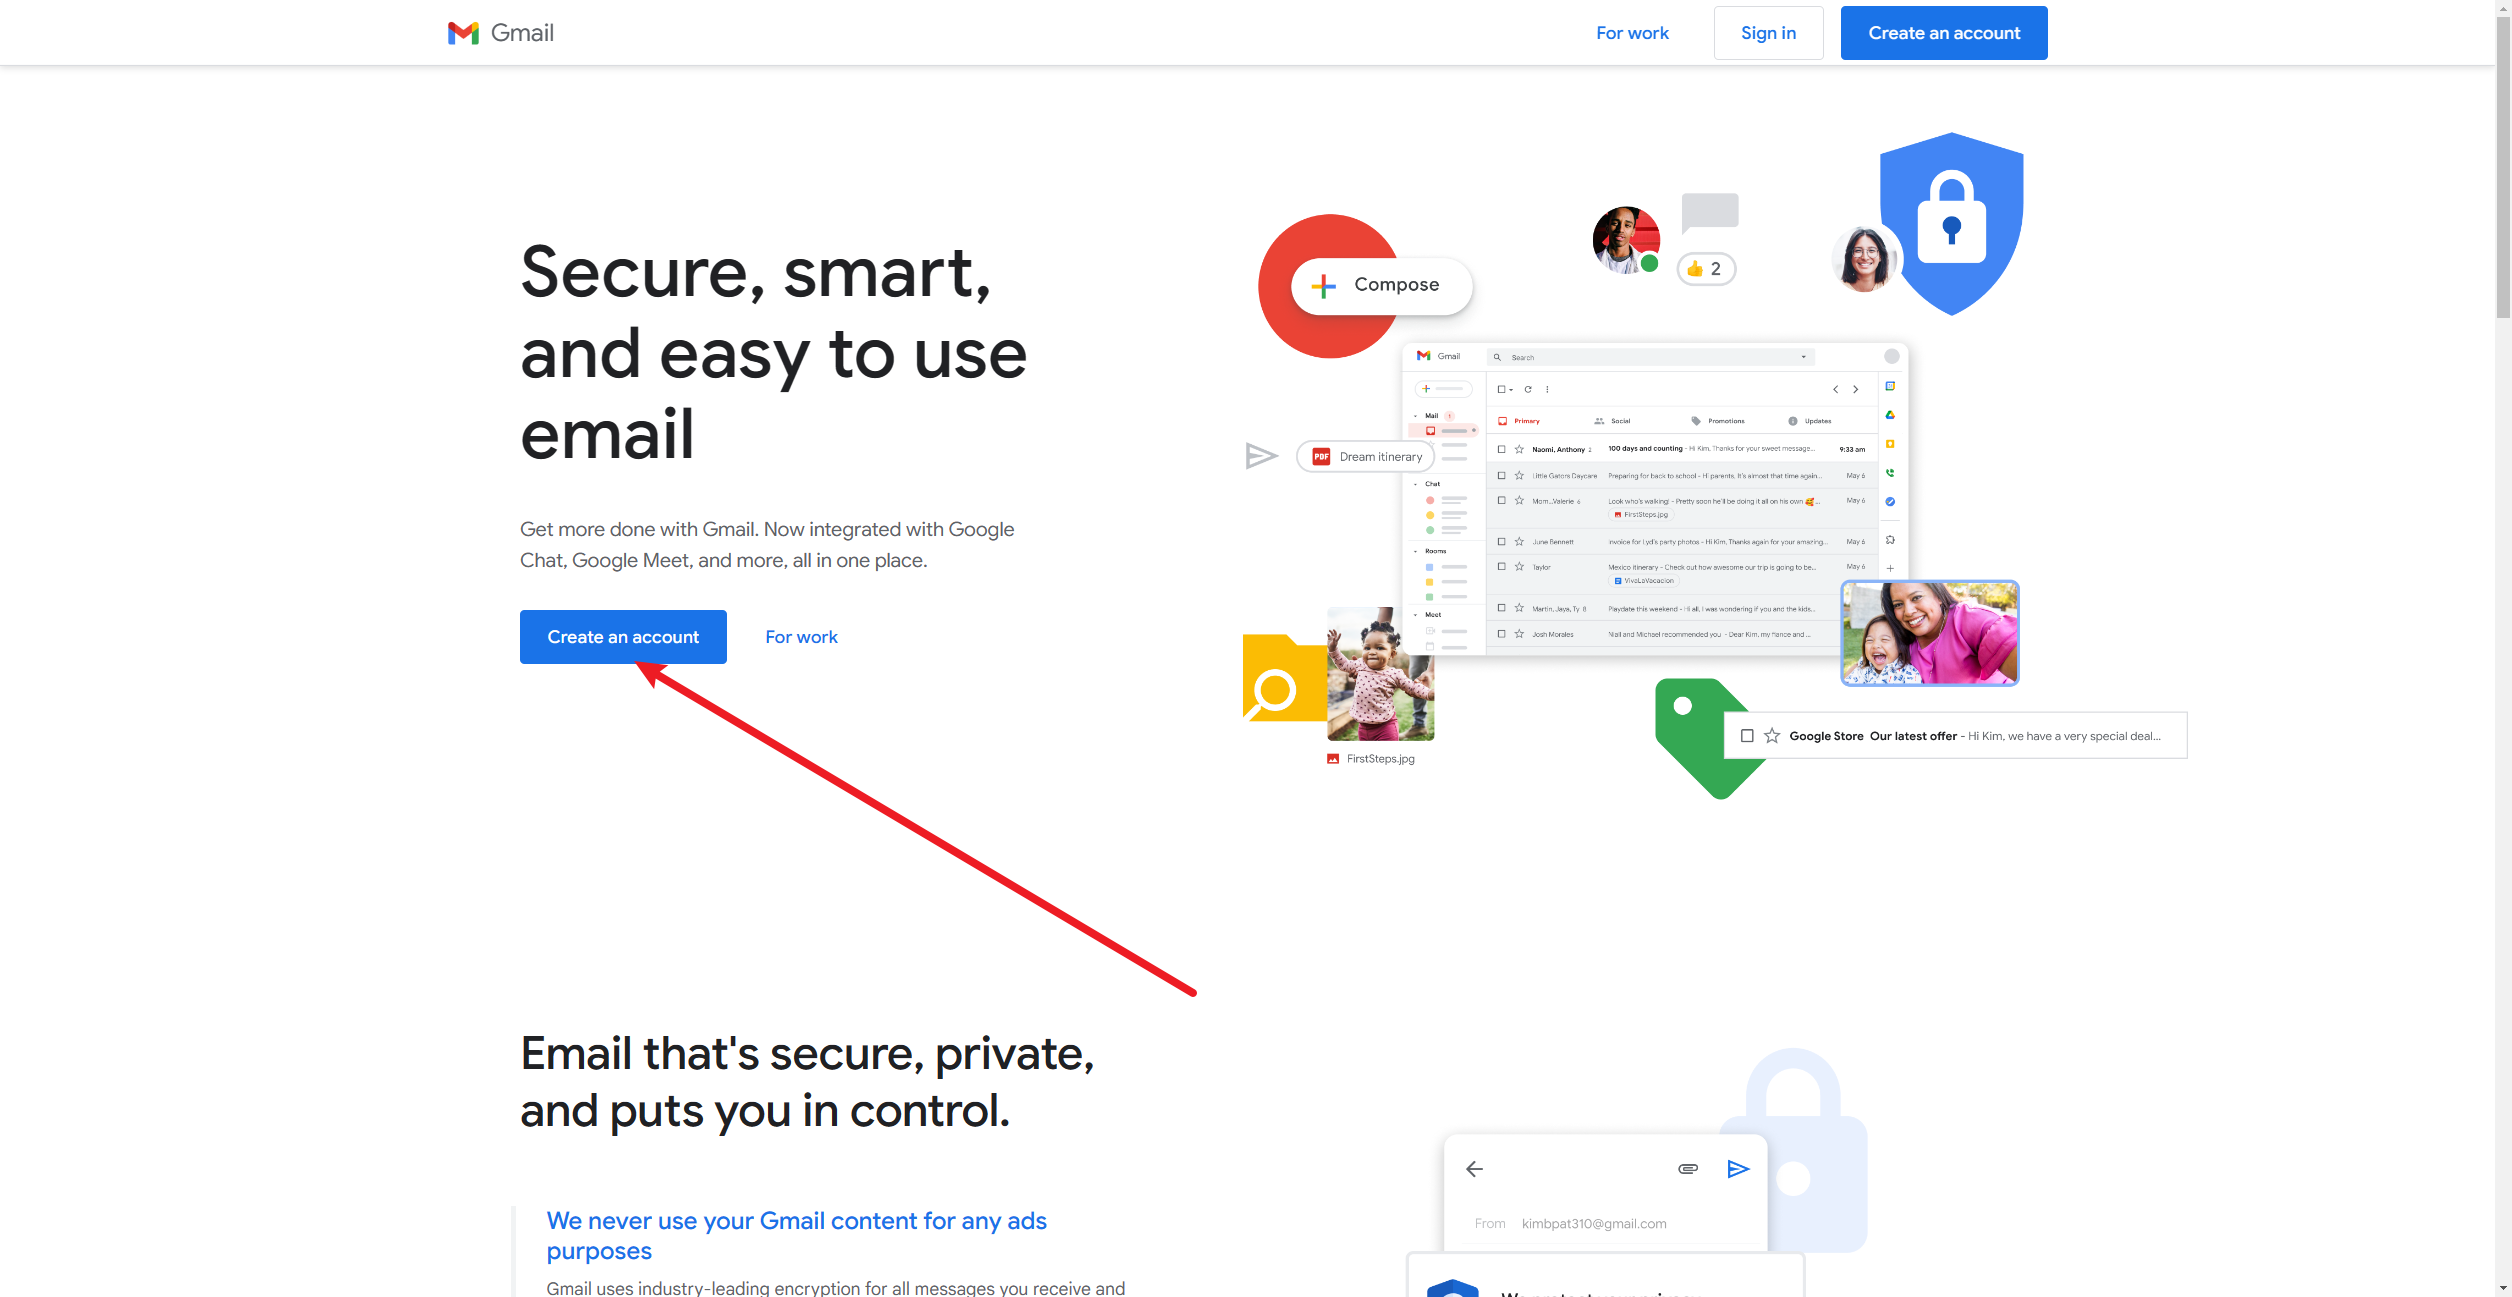 Gmail
For work
Sign in
Create an account
Secure, smart,
and easy to use
email
Get more done with Gmail. Now integrated with Google
Chat, Google Meet, and more, all in one place.
Create an account
For work
Compose
2
Gmail
Search
Mail 1
Primary
Social
Promotions
Updates
Naomi, Anthony 2
100 days and counting - Hi Kim, Thanks for your sweet message...
9:33 am
PDF Dream itinerary
Chat
Little Gators Daycare
Preparing for back to school - Hi parents, It's almost that time again...
May 6
Mom...Valerie 6
Look who's walking! - Pretty soon he'll be doing it all on his own 🥰...
May 6
FirstSteps.jpg
June Bennett
Invoice for Lyd's party photos - Hi Kim, Thanks again for your amazing...
May 6
Rooms
Taylor
Mexico itinerary - Check out how awesome our trip is going to be...
May 6
VivaLaVacacion
Martin, Jaya, Ty 8
Playdate this weekend - Hi all, I was wondering if you and the kids...
Meet
Josh Morales
Niall and Michael recommended you - Dear Kim, my fiance and ...
FirstSteps.jpg
Google Store Our latest offer - Hi Kim, we have a very special deal...
Email that's secure, private,
and puts you in control.
We never use your Gmail content for any ads
purposes
Gmail uses industry-leading encryption for all messages you receive and
From kimbpat310@gmail.com
We protect your privacy